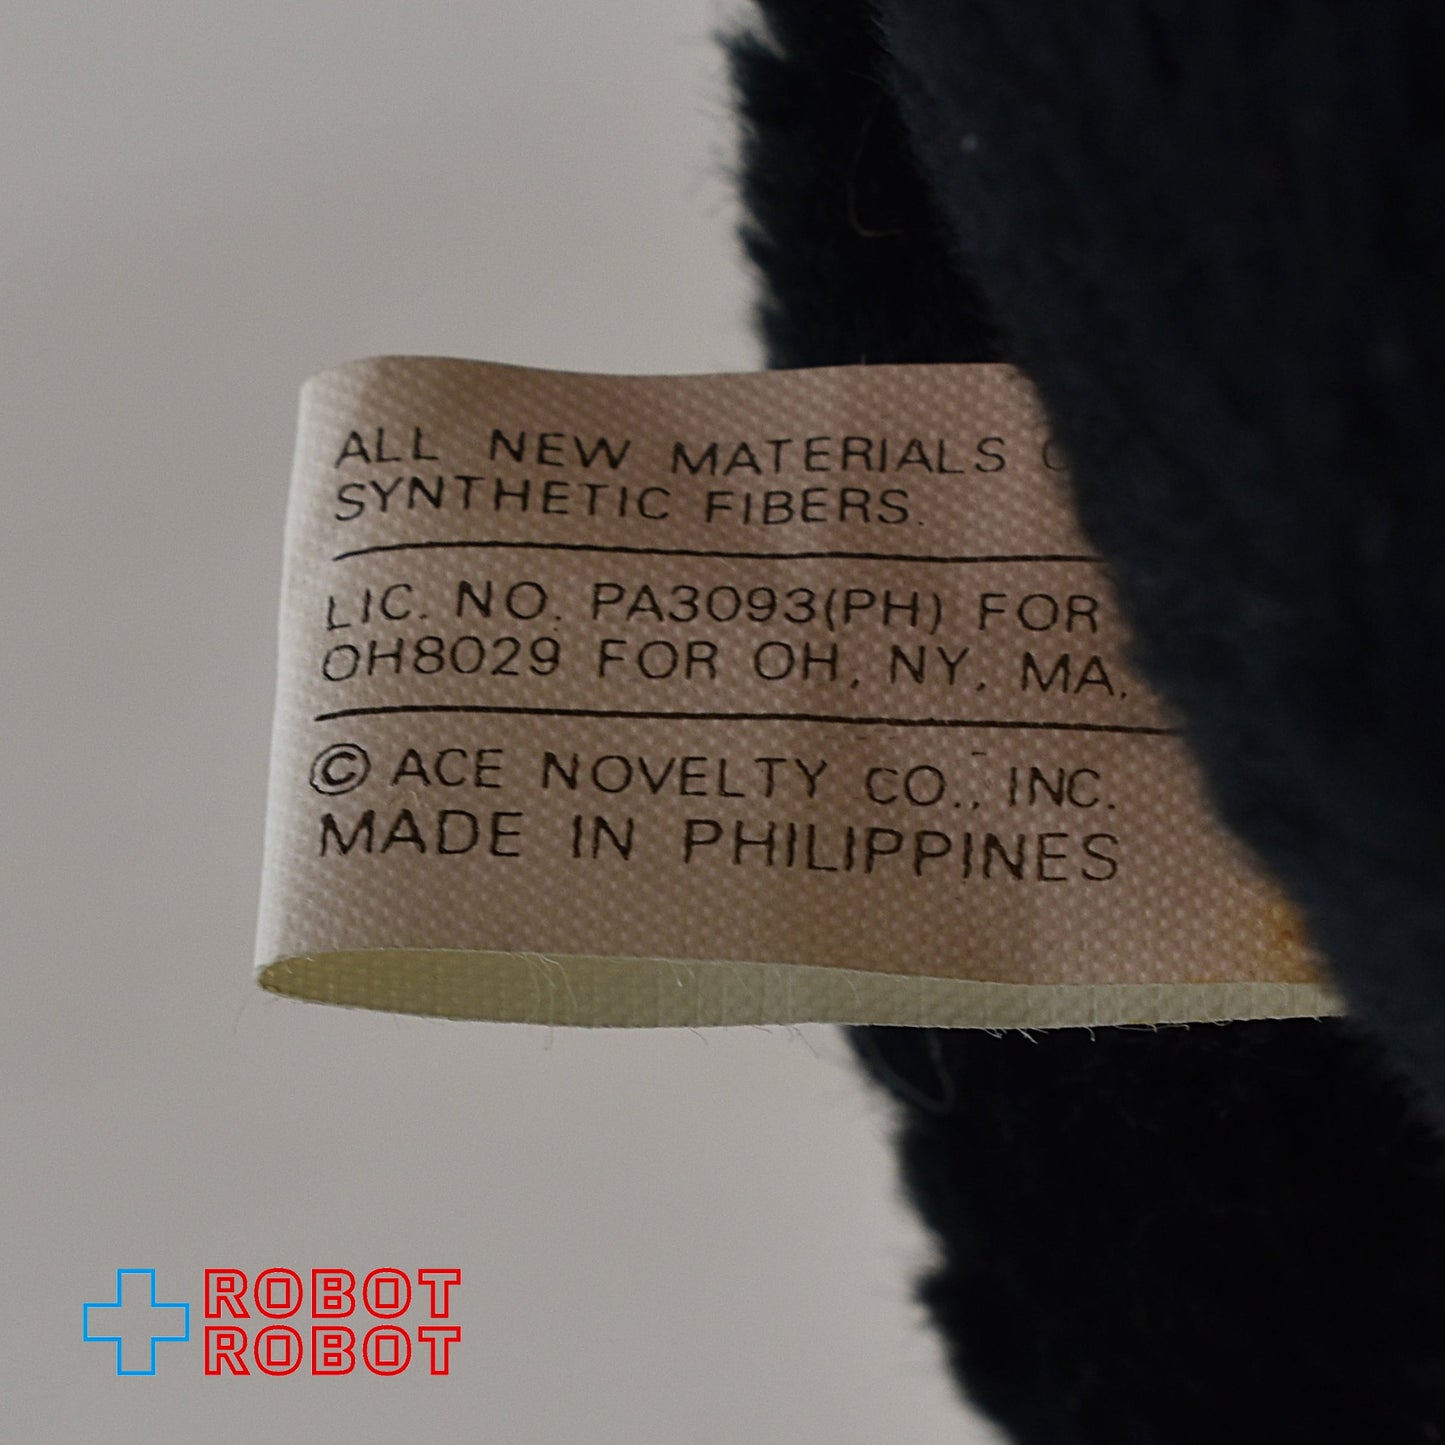 ALL NEW MATERIALS
SYNTHETIC FIBERS.
LIC. NO. PA3093(PH) FOR
OH8029 FOR OH, NY, MA,
© ACE NOVELTY CO., INC.
MADE IN PHILIPPINES
ROBOT
ROBOT